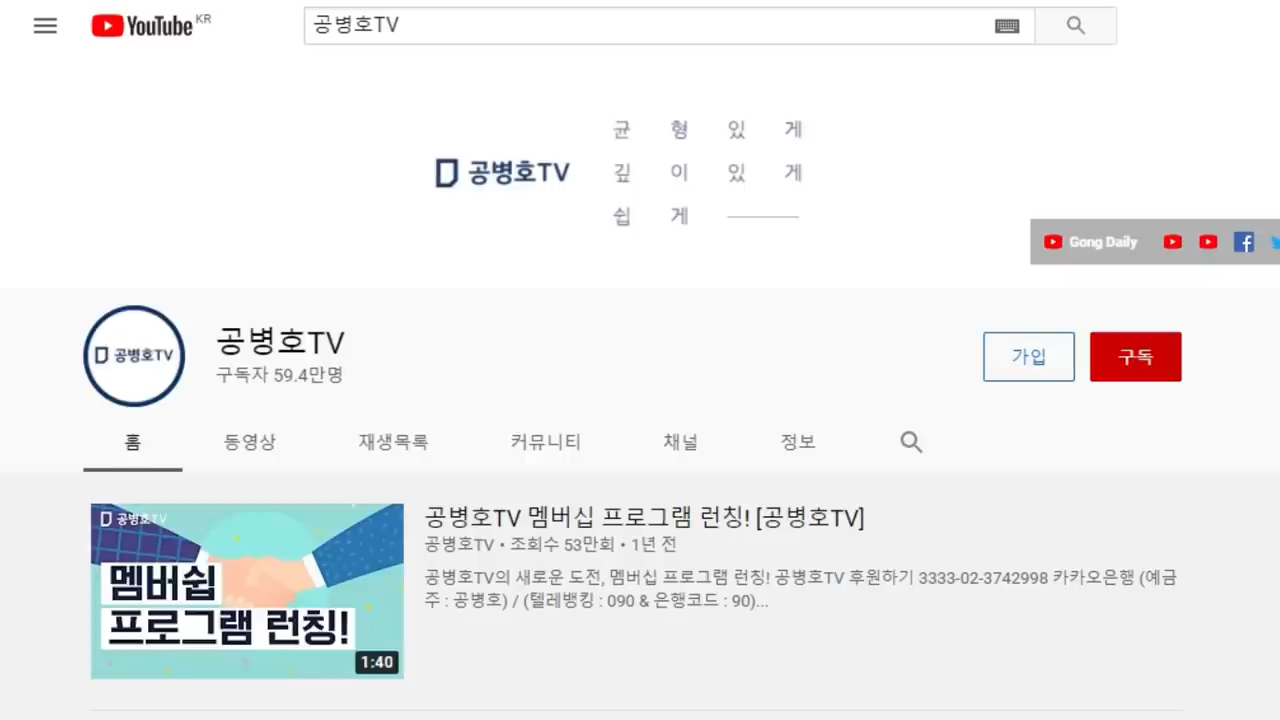 YouTube KR
공병호TV
균 형 있 게
공병호TV
깊 이 있 게
쉽 게
Gong Daily
공병호TV
공병호TV
구독자 59.4만명
가입
구독
홈 동영상 재생목록 커뮤니티 채널 정보
공병호TV
멤버쉽
프로그램 런칭!
1:40
공병호TV 멤버십 프로그램 런칭! [공병호TV]
공병호TV • 조회수 53만회 • 1년 전
공병호TV의 새로운 도전, 멤버십 프로그램 런칭! 공병호TV 후원하기 3333-02-3742998 카카오은행 (예금
주 : 공병호) / (텔레뱅킹 : 090 & 은행코드 : 90)...